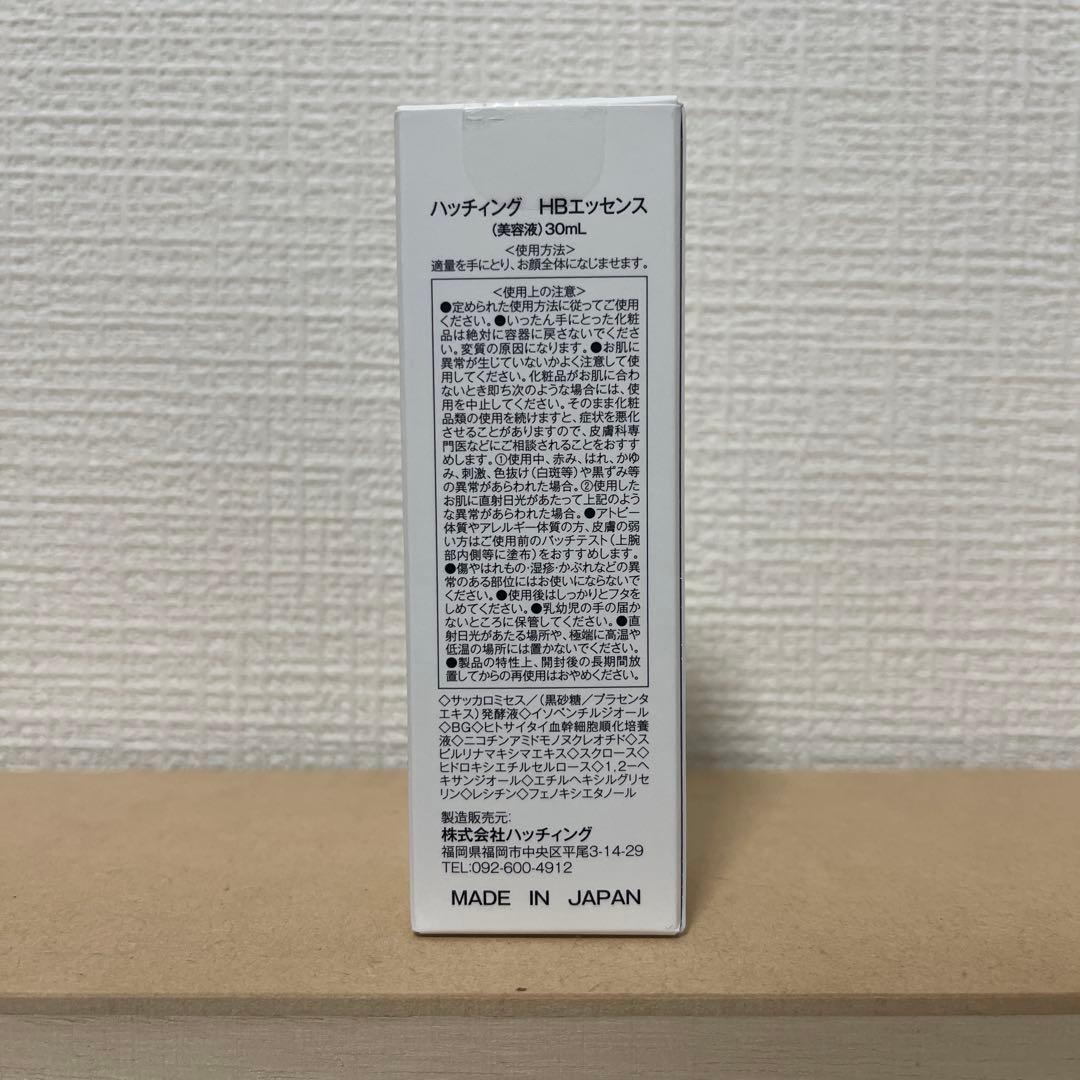 ハッチィング　HBエッセンス
(美容液)30mL
＜使用方法＞
適量を手にとり、お顔全体になじませます。
＜使用上の注意＞
●定められた使用方法に従ってご使用
ください。●いったん手にとった化粧
品は絶対に容器に戻さないでくださ
い。変質の原因になります。●お肌に
異常が生じていないかよく注意して使
用してください。化粧品がお肌に合わ
ないとき即ち次のような場合には、使
用を中止してください。そのまま化粧
品類の使用を続けますと、症状を悪化
させることがありますので、皮膚科専
門医などにご相談されることをおすす
めします。①使用中、赤み、はれ、かゆ
み、刺激、色抜け(白斑等)や黒ずみ等
の異常があらわれた場合。②使用した
お肌に直射日光があたって上記のよう
な異常があらわれた場合。●アトピー
体質やアレルギー体質の方、皮膚の弱
い方はご使用前のパッチテスト(上腕
部内側等に塗布)をおすすめします。
●傷やはれもの・湿疹・かぶれなどの異
常のある部位にはお使いにならないで
ください。●使用後はしっかりとフタを
しめてください。●乳幼児の手の届か
ないところに保管してください。●直
射日光があたる場所や、極端に高温や
低温の場所には置かないでください。
●製品の特性上、開封後の長期間放
置してからの再使用はおやめください。
◇サッカロミセス／(黒砂糖／プラセンタ
エキス)発酵液◇イソペンチルジオール
◇BG◇ヒトサイタイ血幹細胞順化培養
液◇ニコチンアミドモノヌクレオチド◇ス
ピルリナマキシマエキス◇スクロース◇
ヒドロキシエチルセルロース◇1,2-ヘ
キサンジオール◇エチルヘキシルグリセ
リン◇レシチン◇フェノキシエタノール
製造販売元:
株式会社ハッチィング
福岡県福岡市中央区平尾3-14-29
TEL:092-600-4912
MADE IN JAPAN